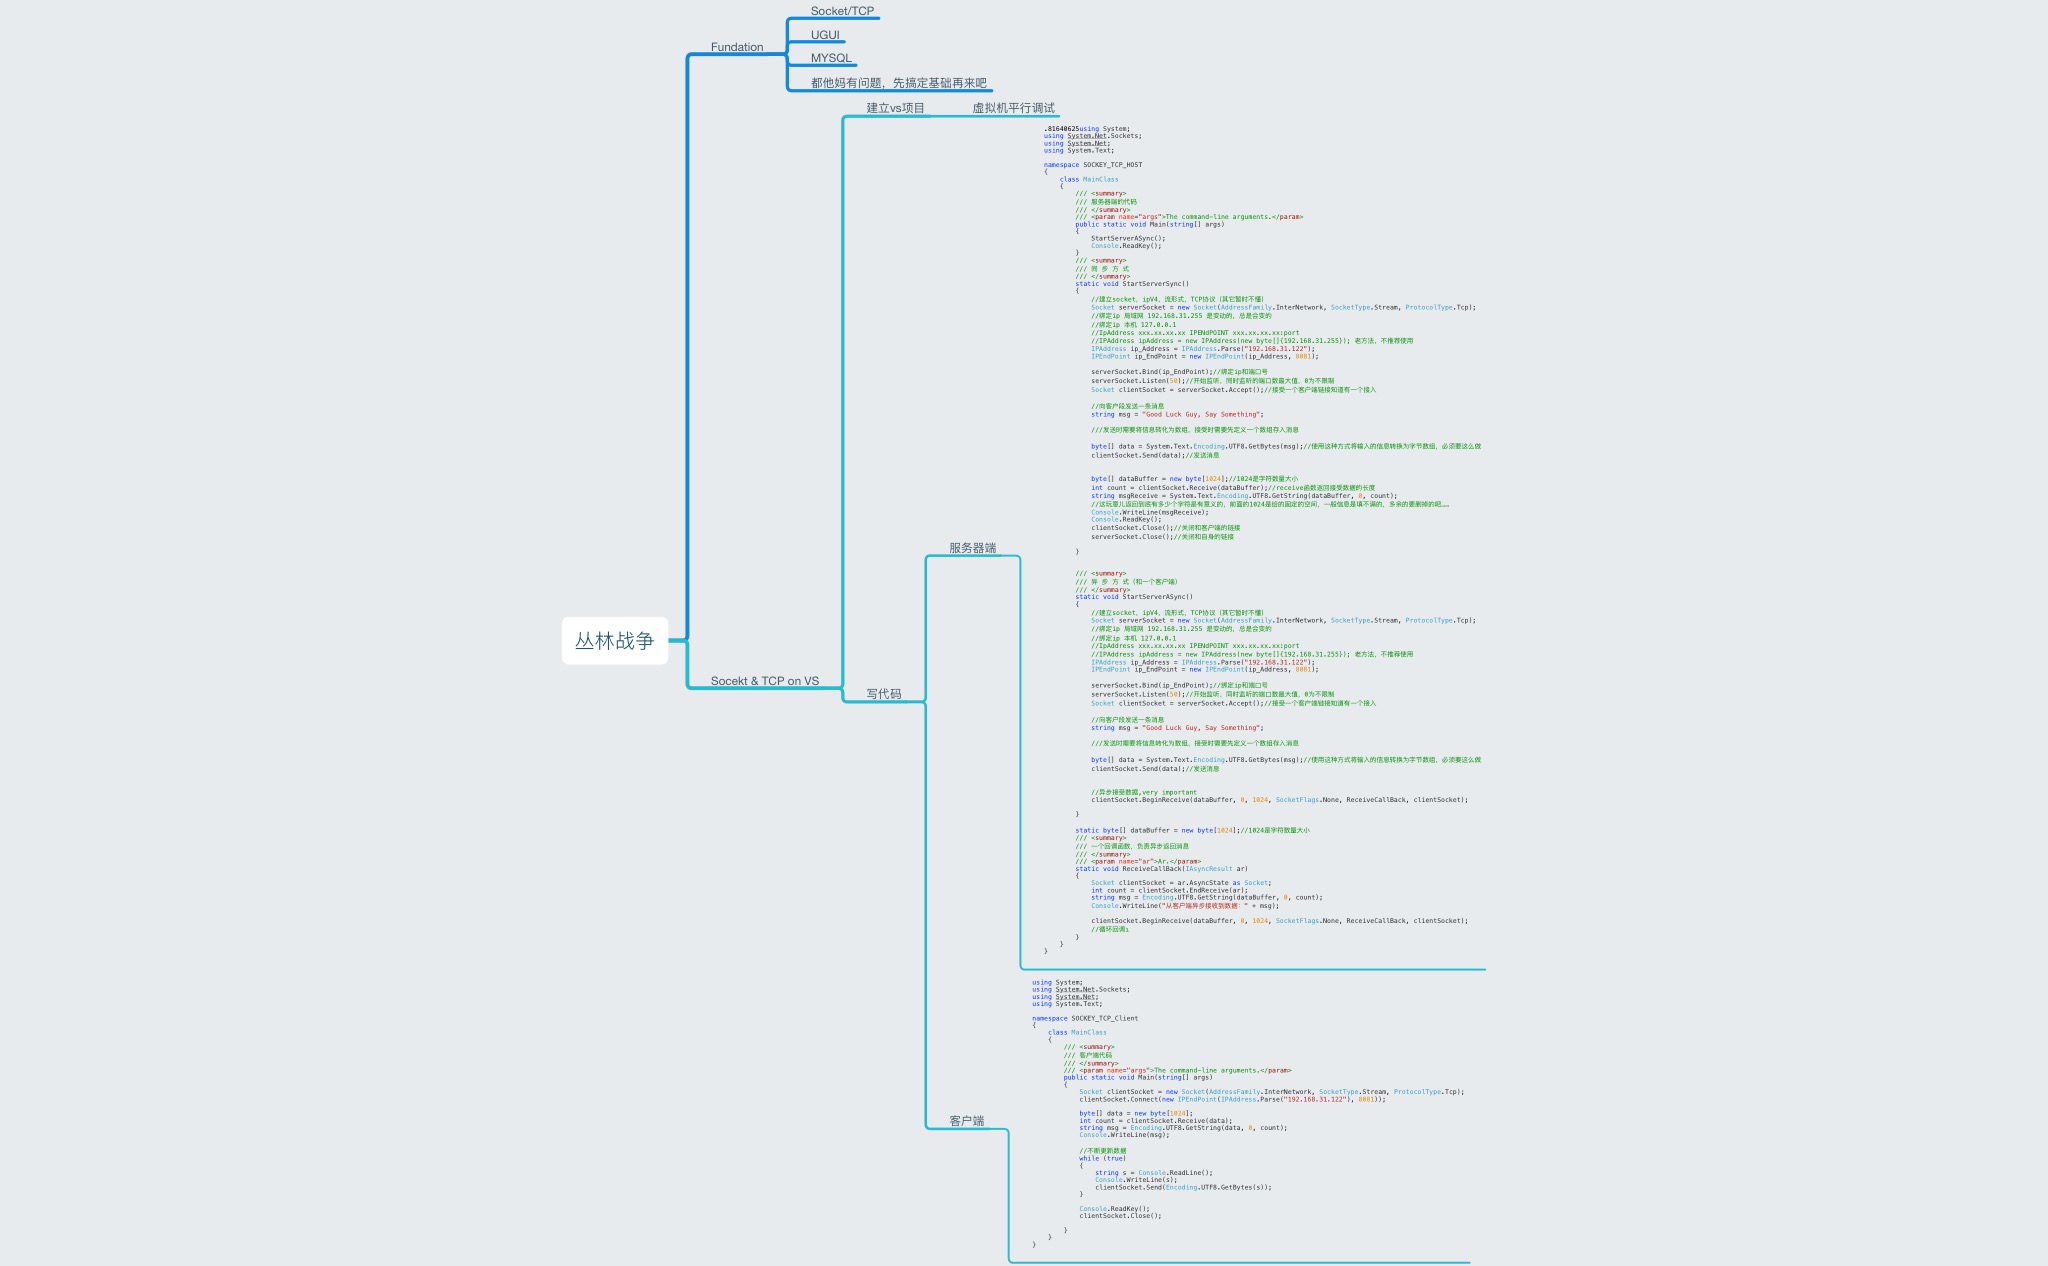 Socket/TCP
UGUI
Fundation
MYSQL
都他妈有问题，先搞定基础再来吧
建立vs项目
虚拟机平行调试
.81640625using System;
using System.Net.Sockets;
using System.Net;
using System.Text;
namespace SOCKEY_TCP_HOST
{
class MainClass
{
/// <summary>
/// 服务器端的代码
/// </summary>
/// <param name="args">The command-line arguments.</param>
public static void Main(string[] args)
{
StartServerASync();
Console.ReadKey();
}
/// <summary>
/// 同 步 方 式
/// </summary>
static void StartServerSync()
{
//建立socket，ipV4，流形式，TCP协议（其它暂时不懂）
Socket serverSocket = new Socket(AddressFamily.InterNetwork, SocketType.Stream, ProtocolType.Tcp);
//绑定ip 局域网 192.168.31.255 是变动的，总是会变的
//绑定ip 本机 127.0.0.1
//IpAddress xxx.xx.xx.xx IPENdPOINT xxx.xx.xx.xx:port
//IPAddress ipAddress = new IPAddress(new byte[]{192.168.31.255}); 老方法，不推荐使用
IPAddress ip_Address = IPAddress.Parse("192.168.31.122");
IPEndPoint ip_EndPoint = new IPEndPoint(ip_Address, 8081);
serverSocket.Bind(ip_EndPoint);//绑定ip和端口号
serverSocket.Listen(50);//开始监听，同时监听的端口数最大值，0为不限制
Socket clientSocket = serverSocket.Accept();//接受一个客户端链接知道有一个接入
//向客户段发送一条消息
string msg = "Good Luck Guy, Say Something";
///发送时需要将信息转化为数组，接受时需要先定义一个数组存入消息
byte[] data = System.Text.Encoding.UTF8.GetBytes(msg);//使用这种方式将输入的信息转换为字节数组，必须要这么做
clientSocket.Send(data);//发送消息
byte[] dataBuffer = new byte[1024];//1024是字符数量大小
int count = clientSocket.Receive(dataBuffer);//receive函数返回接受数据的长度
string msgReceive = System.Text.Encoding.UTF8.GetString(dataBuffer, 0, count);
//这玩意儿返回到底有多少个字符是有意义的，前面的1024是给的固定的空间，一般信息是填不满的，多余的要删掉的吧……
Console.WriteLine(msgReceive);
Console.ReadKey();
clientSocket.Close();//关闭和客户端的链接
serverSocket.Close();//关闭和自身的链接
}
服务器端
/// <summary>
/// 异 步 方 式（和一个客户端）
/// </summary>
static void StartServerASync()
{
//建立socket，ipV4，流形式，TCP协议（其它暂时不懂）
Socket serverSocket = new Socket(AddressFamily.InterNetwork, SocketType.Stream, ProtocolType.Tcp);
//绑定ip 局域网 192.168.31.255 是变动的，总是会变的
//绑定ip 本机 127.0.0.1
//IpAddress xxx.xx.xx.xx IPENdPOINT xxx.xx.xx.xx:port
//IPAddress ipAddress = new IPAddress(new byte[]{192.168.31.255}); 老方法，不推荐使用
IPAddress ip_Address = IPAddress.Parse("192.168.31.122");
IPEndPoint ip_EndPoint = new IPEndPoint(ip_Address, 8081);
丛林战争
Socekt & TCP on VS
写代码
serverSocket.Bind(ip_EndPoint);//绑定ip和端口号
serverSocket.Listen(50);//开始监听，同时监听的端口数最大值，0为不限制
Socket clientSocket = serverSocket.Accept();//接受一个客户端链接知道有一个接入
//向客户段发送一条消息
string msg = "Good Luck Guy, Say Something";
///发送时需要将信息转化为数组，接受时需要先定义一个数组存入消息
byte[] data = System.Text.Encoding.UTF8.GetBytes(msg);//使用这种方式将输入的信息转换为字节数组，必须要这么做
clientSocket.Send(data);//发送消息
//异步接受数据,very important
clientSocket.BeginReceive(dataBuffer, 0, 1024, SocketFlags.None, ReceiveCallBack, clientSocket);
}
static byte[] dataBuffer = new byte[1024];//1024是字符数量大小
/// <summary>
/// 一个回调函数，负责异步返回消息
/// </summary>
/// <param name="ar">Ar.</param>
static void ReceiveCallBack(IAsyncResult ar)
{
Socket clientSocket = ar.AsyncState as Socket;
int count = clientSocket.EndReceive(ar);
string msg = Encoding.UTF8.GetString(dataBuffer, 0, count);
Console.WriteLine("从客户端异步接收到数据：" + msg);
clientSocket.BeginReceive(dataBuffer, 0, 1024, SocketFlags.None, ReceiveCallBack, clientSocket);
//循环回调1
}
}
}
using System;
using System.Net.Sockets;
using System.Net;
using System.Text;
namespace SOCKEY_TCP_Client
{
class MainClass
{
/// <summary>
/// 客户端代码
/// </summary>
/// <param name="args">The command-line arguments.</param>
public static void Main(string[] args)
{
Socket clientSocket = new Socket(AddressFamily.InterNetwork, SocketType.Stream, ProtocolType.Tcp);
clientSocket.Connect(new IPEndPoint(IPAddress.Parse("192.168.31.122"), 8081));
byte[] data = new byte[1024];
int count = clientSocket.Receive(data);
string msg = Encoding.UTF8.GetString(data, 0, count);
Console.WriteLine(msg);
客户端
//不断更新数据
while (true)
{
string s = Console.ReadLine();
Console.WriteLine(s);
clientSocket.Send(Encoding.UTF8.GetBytes(s));
}
Console.ReadKey();
clientSocket.Close();
}
}
}